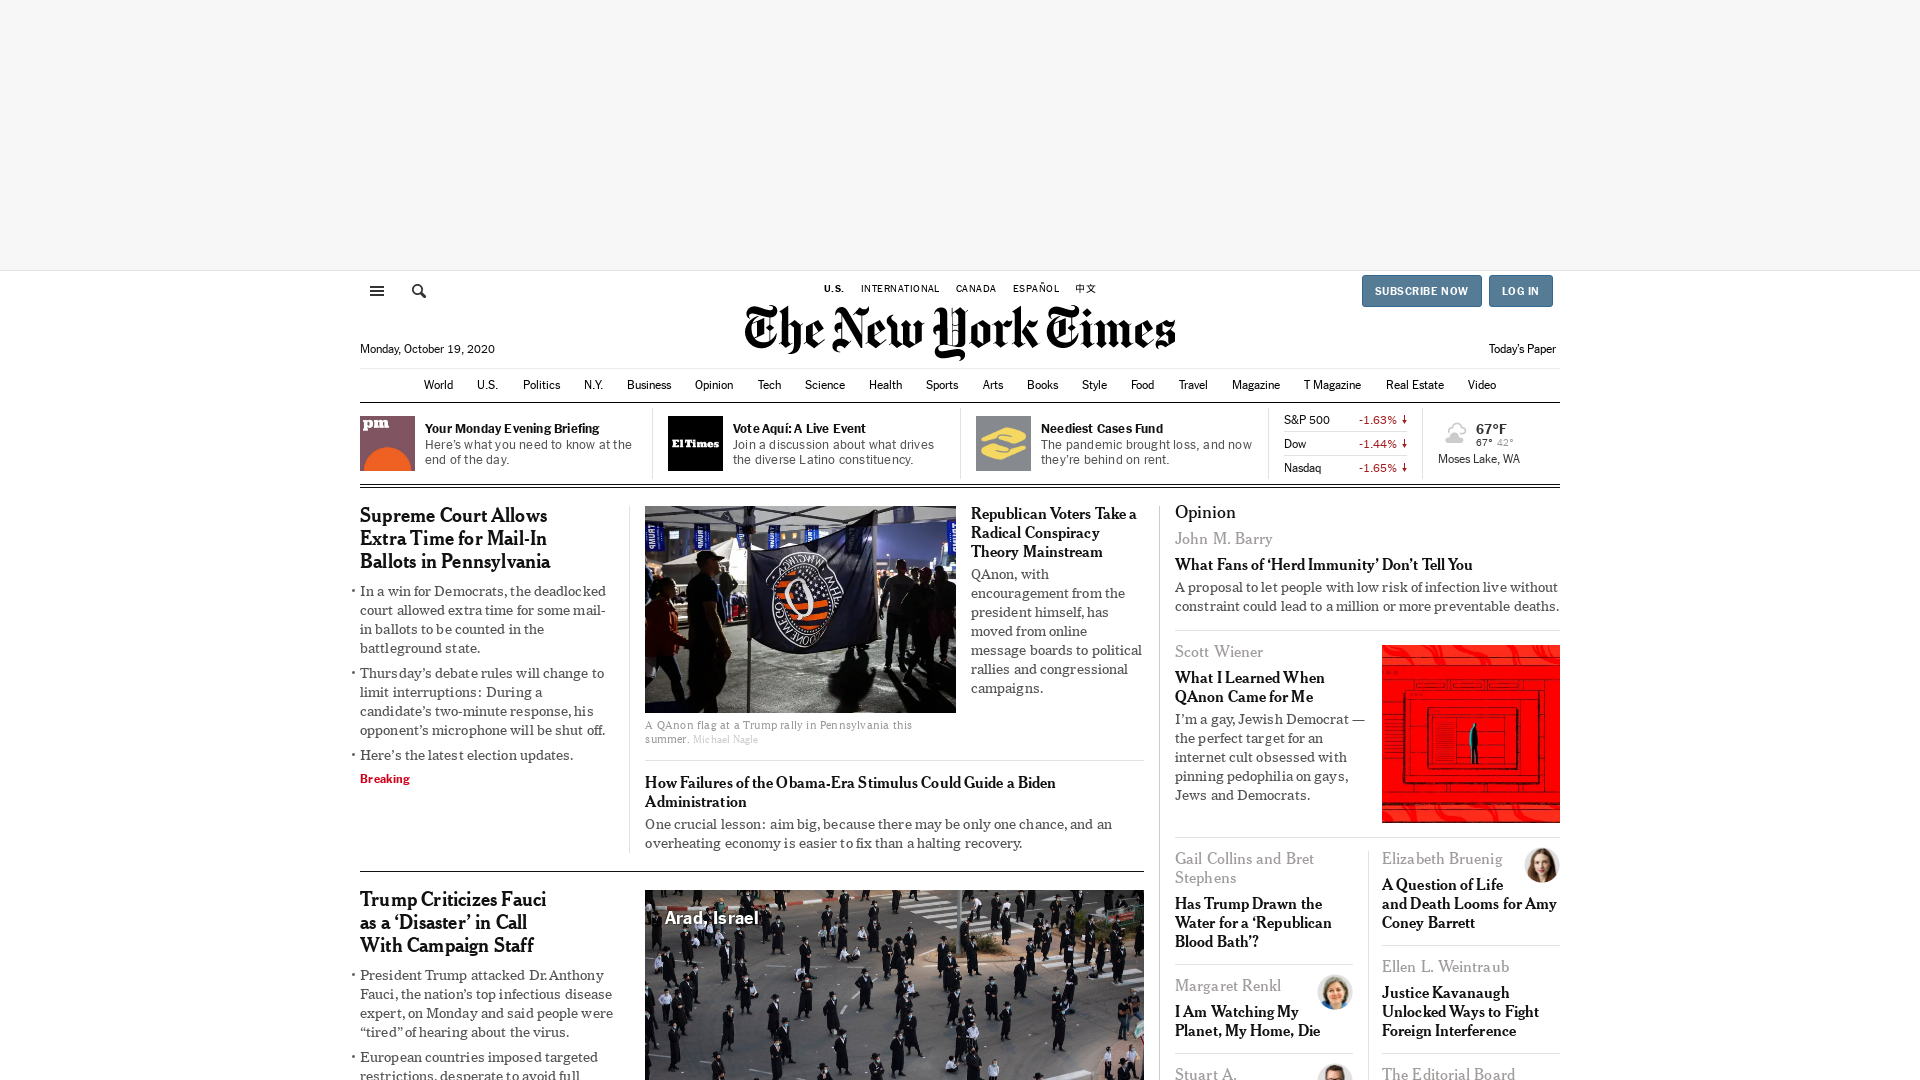 U.S.
INTERNATIONAL
CANADA
ESPAÑOL
中文
SUBSCRIBE NOW
LOG IN
The New York Times
Monday, October 19, 2020
Today's Paper
World
U.S.
Politics
N.Y.
Business
Opinion
Tech
Science
Health
Sports
Arts
Books
Style
Food
Travel
Magazine
T Magazine
Real Estate
Video
pm
Your Monday Evening Briefing
Here's what you need to know at the
end of the day.
El Times
Vote Aquí: A Live Event
Join a discussion about what drives
the diverse Latino constituency.
Neediest Cases Fund
The pandemic brought loss, and now
they're behind on rent.
S&P 500 -1.63%
Dow -1.44%
Nasdaq -1.65%
67°F
67° 42°
Moses Lake, WA
Supreme Court Allows
Extra Time for Mail-In
Ballots in Pennsylvania
• In a win for Democrats, the deadlocked
court allowed extra time for some mail-
in ballots to be counted in the
battleground state.
• Thursday's debate rules will change to
limit interruptions: During a
candidate's two-minute response, his
opponent's microphone will be shut off.
• Here's the latest election updates.
Breaking
TRUMP
A QAnon flag at a Trump rally in Pennsylvania this
summer. Michael Nagle
Republican Voters Take a
Radical Conspiracy
Theory Mainstream
QAnon, with
encouragement from the
president himself, has
moved from online
message boards to political
rallies and congressional
campaigns.
How Failures of the Obama-Era Stimulus Could Guide a Biden
Administration
One crucial lesson: aim big, because there may be only one chance, and an
overheating economy is easier to fix than a halting recovery.
Trump Criticizes Fauci
as a ‘Disaster’ in Call
With Campaign Staff
• President Trump attacked Dr. Anthony
Fauci, the nation's top infectious disease
expert, on Monday and said people were
“tired” of hearing about the virus.
• European countries imposed targeted
restrictions, desperate to avoid full
Arad, Israel
Opinion
John M. Barry
What Fans of ‘Herd Immunity’ Don't Tell You
A proposal to let people with low risk of infection live without
constraint could lead to a million or more preventable deaths.
Scott Wiener
What I Learned When
QAnon Came for Me
I'm a gay, Jewish Democrat —
the perfect target for an
internet cult obsessed with
pinning pedophilia on gays,
Jews and Democrats.
Gail Collins and Bret
Stephens
Has Trump Drawn the
Water for a ‘Republican
Blood Bath’?
Margaret Renkl
I Am Watching My
Planet, My Home, Die
Stuart A.
Elizabeth Bruenig
A Question of Life
and Death Looms for Amy
Coney Barrett
Ellen L. Weintraub
Justice Kavanaugh
Unlocked Ways to Fight
Foreign Interference
The Editorial Board